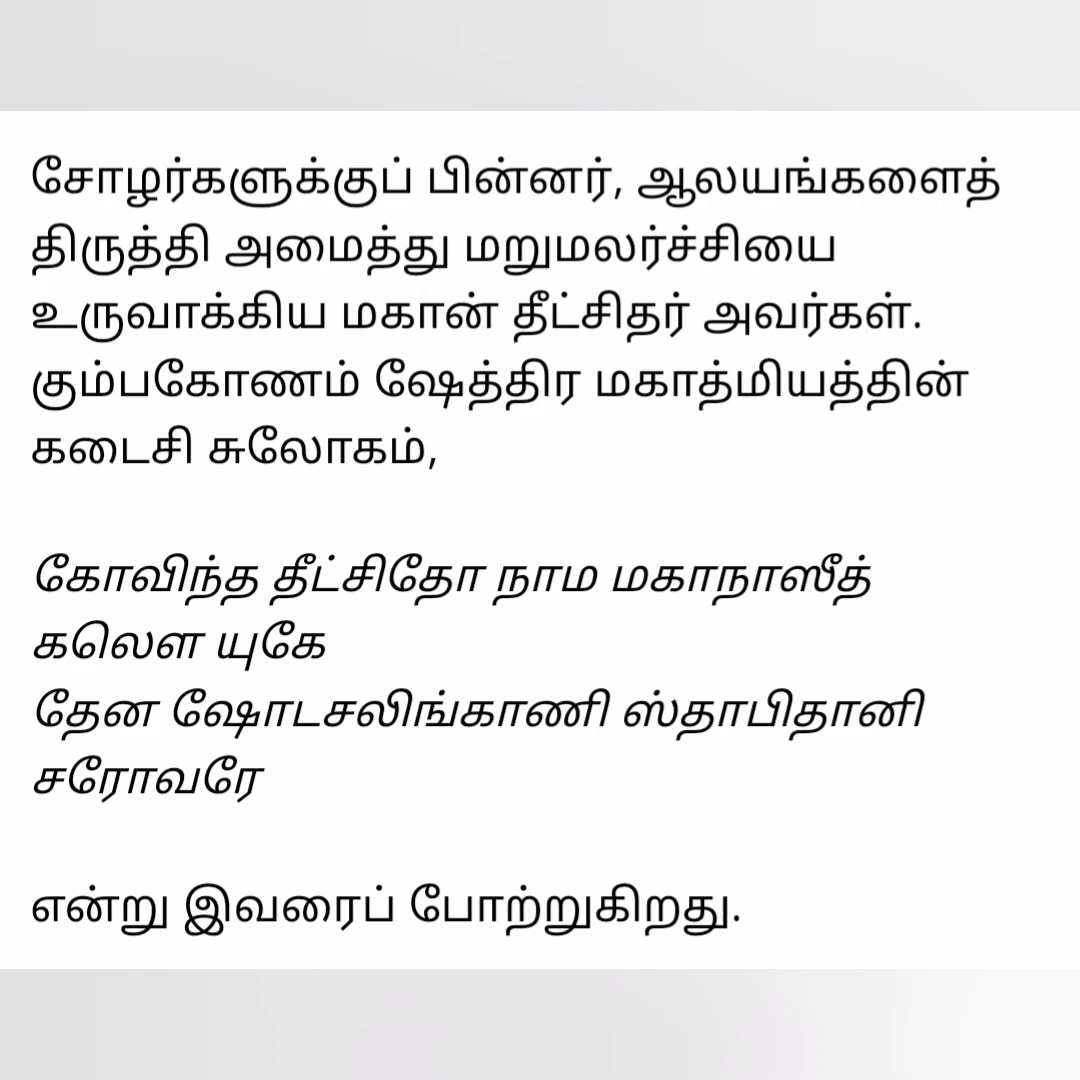 சோழர்களுக்குப் பின்னர், ஆலயங்களைத்
திருத்தி அமைத்து மறுமலர்ச்சியை
உருவாக்கிய மகான் தீட்சிதர் அவர்கள்.
கும்பகோணம் ஷேத்திர மகாத்மியத்தின்
கடைசி சுலோகம்,
கோவிந்த தீட்சிதோ நாம மகாநாஸீத்
கலௌ யுகே
தேன ஷோடசலிங்காணி ஸ்தாபிதானி
சரோவரே
என்று இவரைப் போற்றுகிறது.